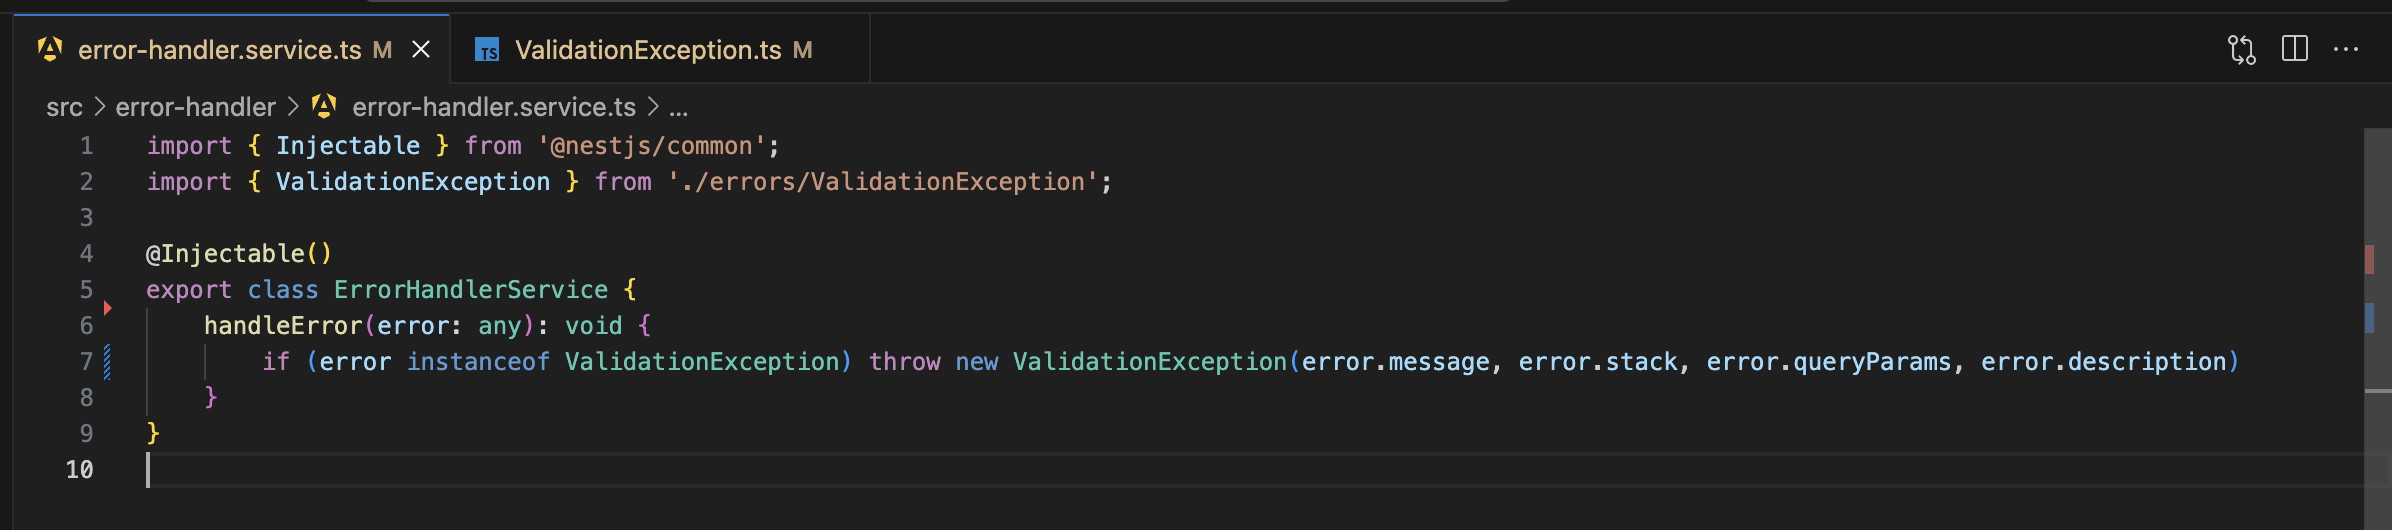 error-handler.service.ts M
TS ValidationException.ts M
src > error-handler > error-handler.service.ts > ...
1 import { Injectable } from '@nestjs/common';
2 import { ValidationException } from './errors/ValidationException';
3
4 @Injectable()
5 export class ErrorHandlerService {
6     handleError(error: any): void {
7         if (error instanceof ValidationException) throw new ValidationException(error.message, error.stack, error.queryParams, error.description)
8     }
9 }
10